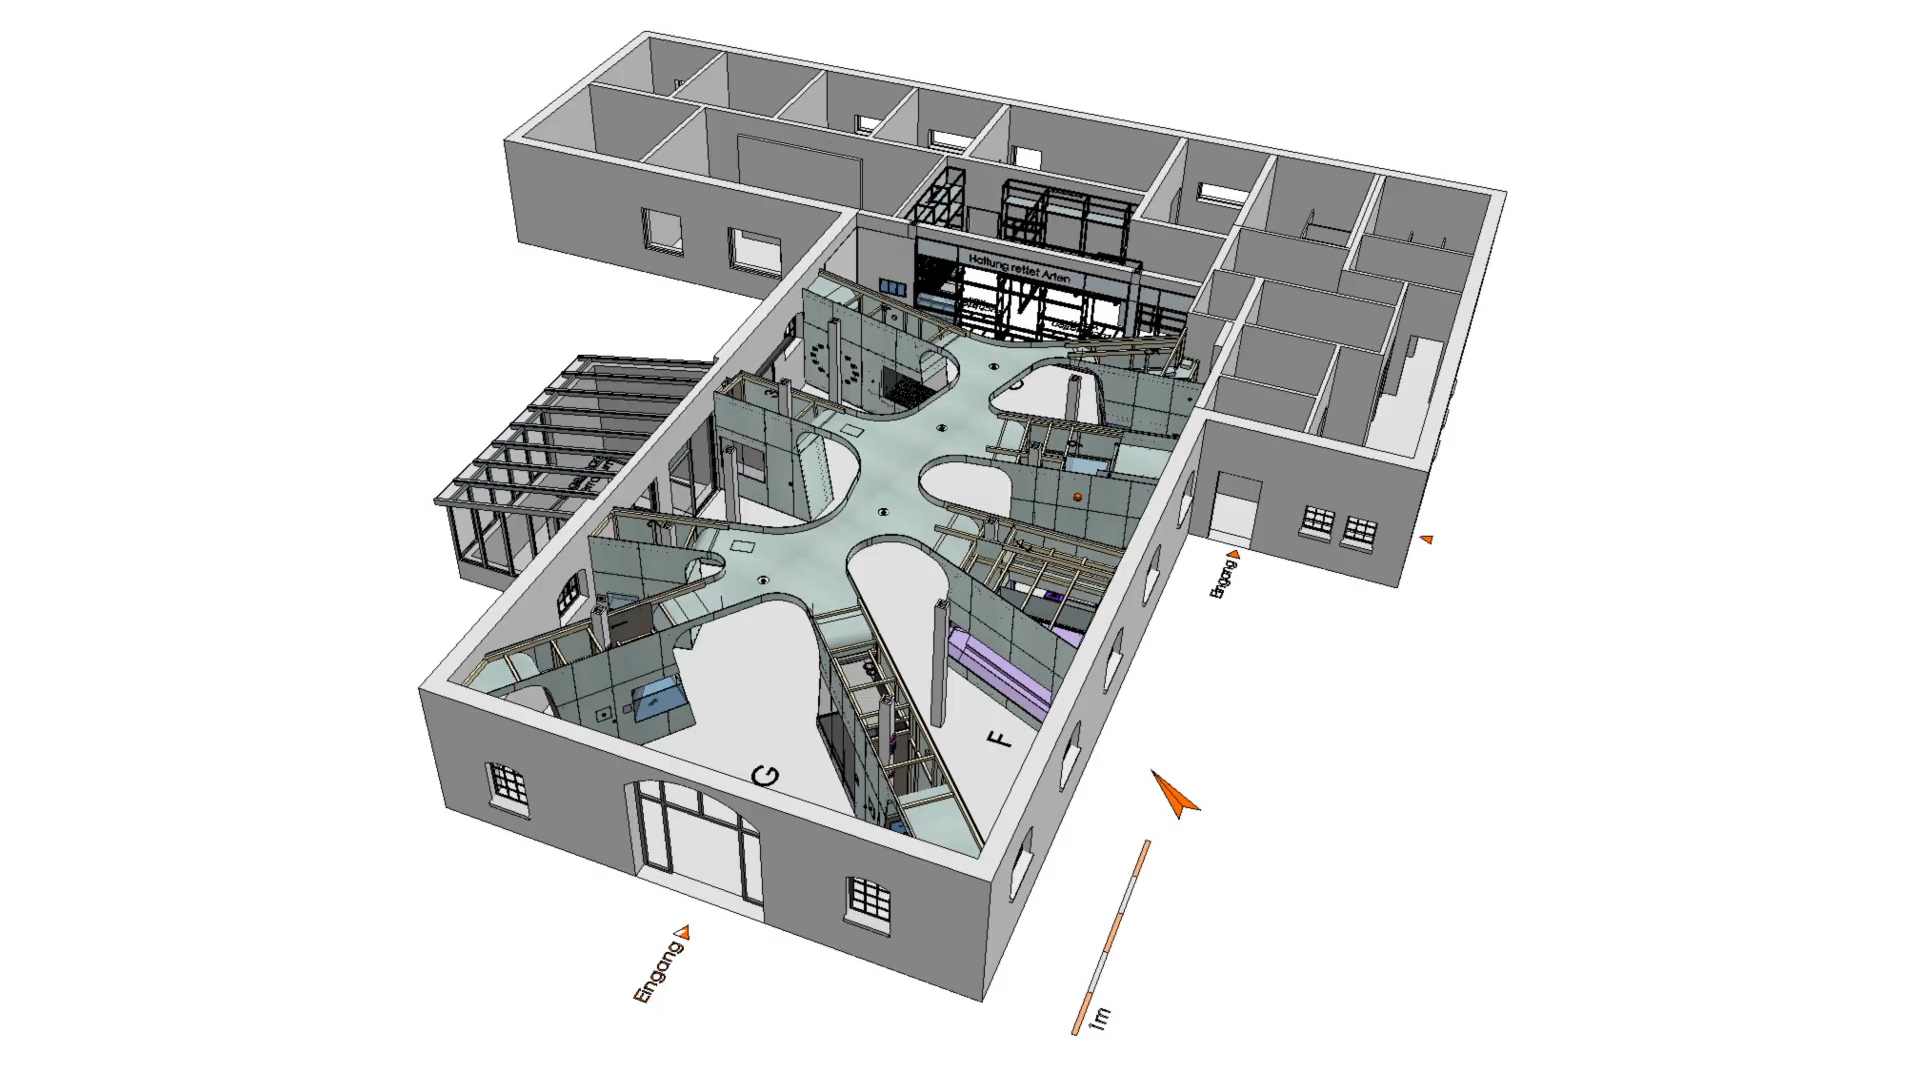 Haltung rettet Arten
Eingang
F
G
Eingang
1m